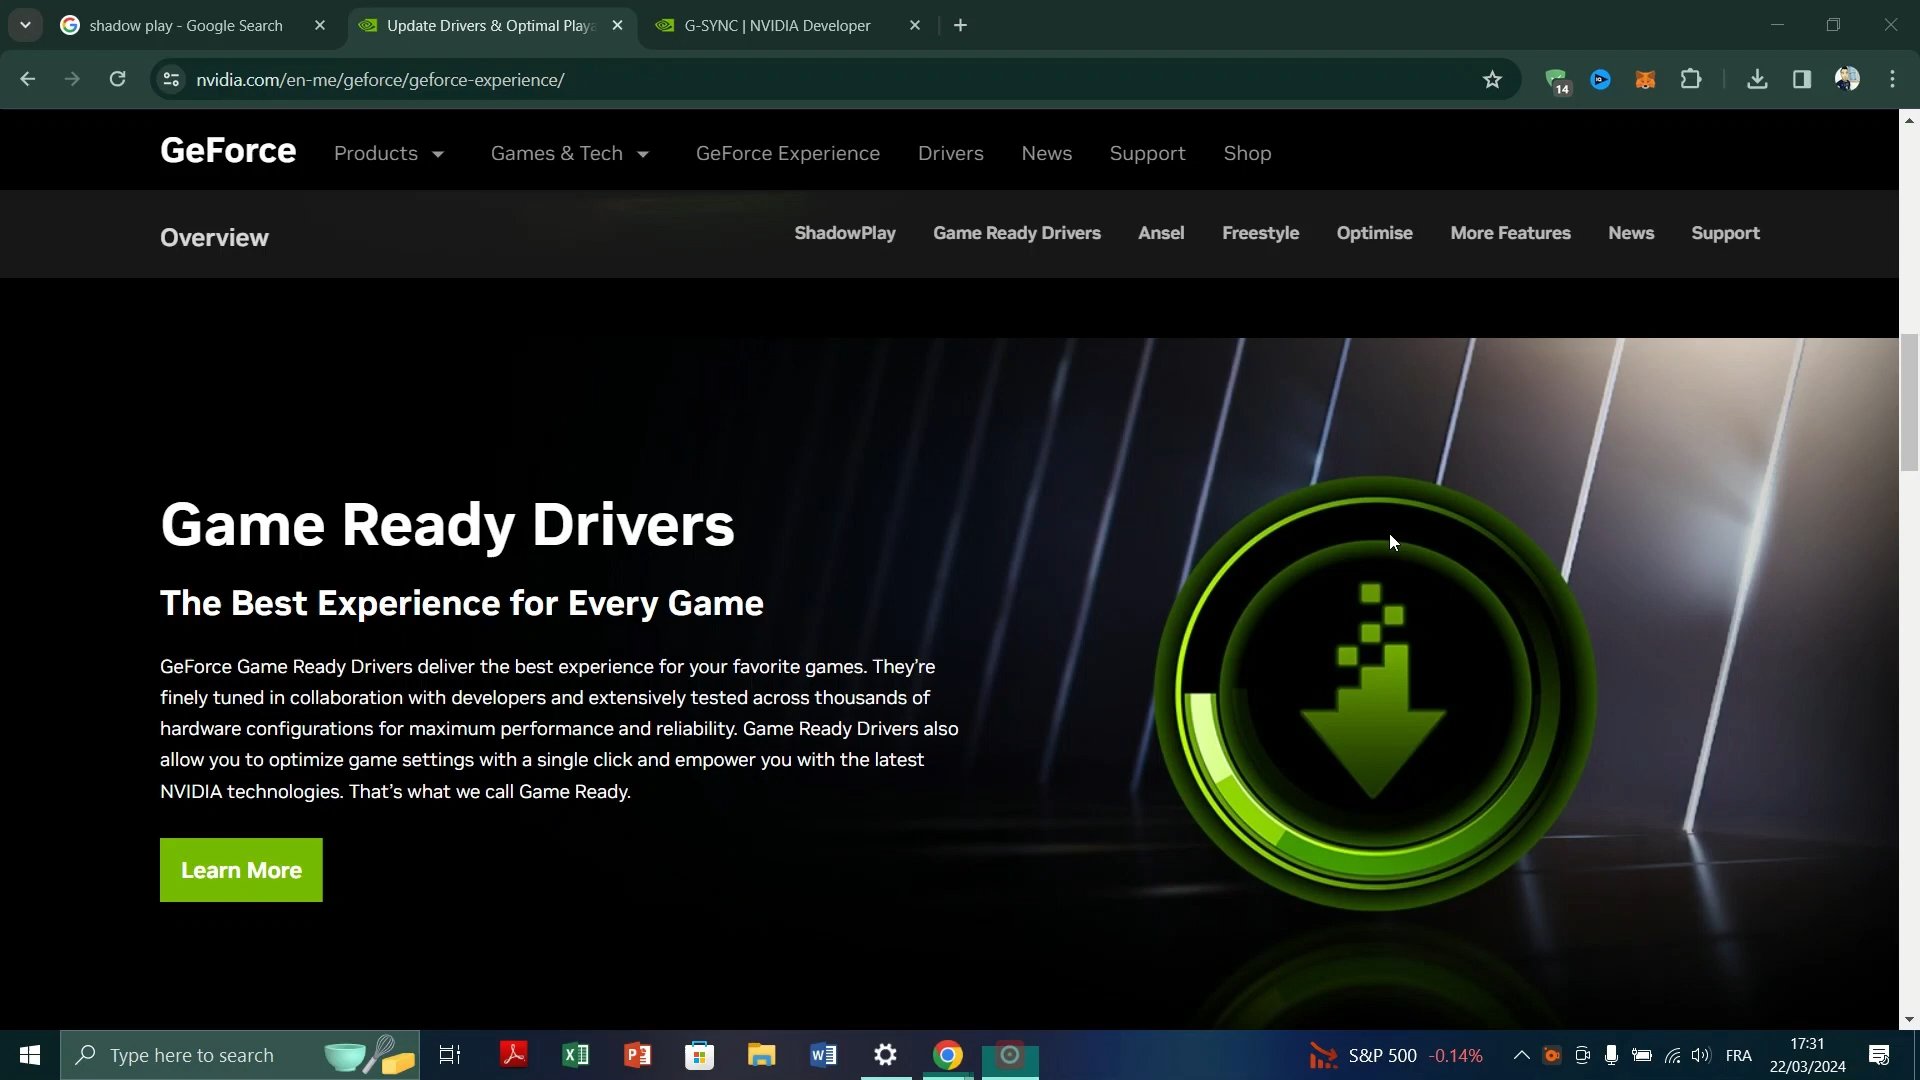 shadow play - Google Search
Update Drivers & Optimal Playa
G-SYNC | NVIDIA Developer
nvidia.com/en-me/geforce/geforce-experience/
14
GeForce
Products
Games & Tech
GeForce Experience
Drivers
News
Support
Shop
Overview
ShadowPlay
Game Ready Drivers
Ansel
Freestyle
Optimise
More Features
News
Support
Game Ready Drivers
The Best Experience for Every Game
GeForce Game Ready Drivers deliver the best experience for your favorite games. They're
finely tuned in collaboration with developers and extensively tested across thousands of
hardware configurations for maximum performance and reliability. Game Ready Drivers also
allow you to optimize game settings with a single click and empower you with the latest
NVIDIA technologies. That's what we call Game Ready.
Learn More
Type here to search
S&P 500 -0.14%
FRA
17:31
22/03/2024